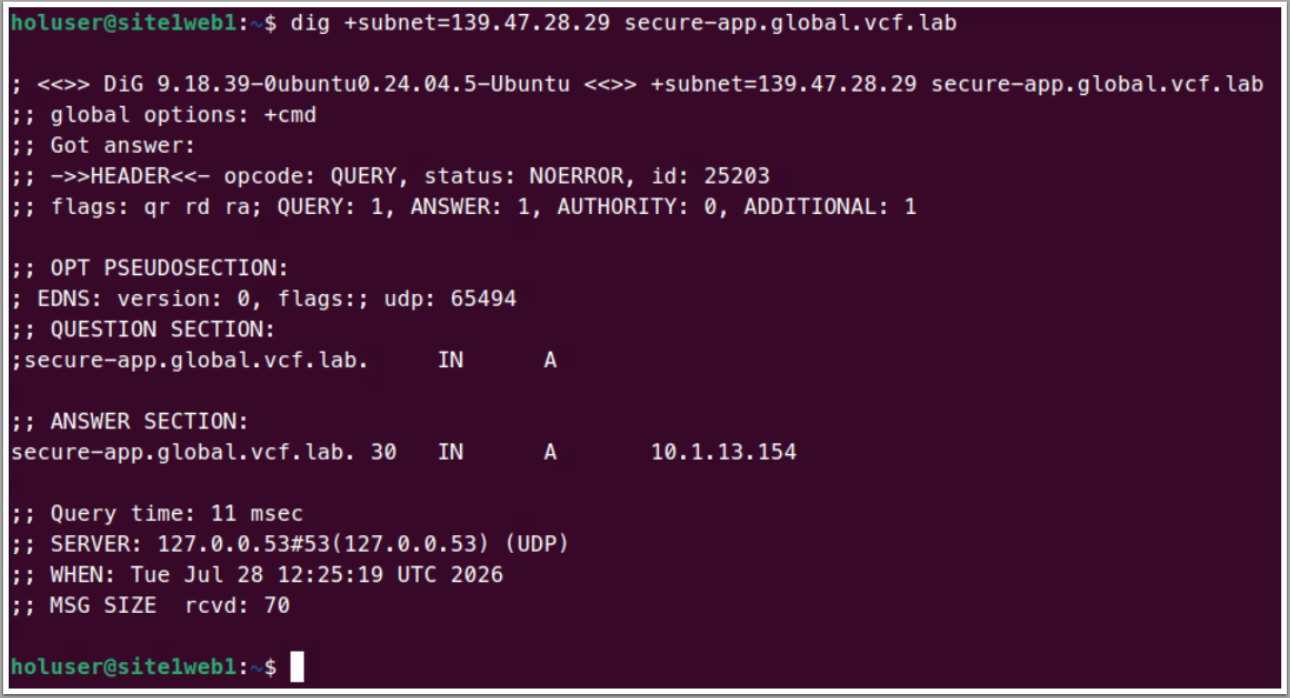 holuser@site1web1:~$ dig +subnet=139.47.28.29 secure-app.global.vcf.lab
; <<>> DiG 9.18.39-0ubuntu0.24.04.5-Ubuntu <<>> +subnet=139.47.28.29 secure-app.global.vcf.lab
;; global options: +cmd
;; Got answer:
;; ->>HEADER<<- opcode: QUERY, status: NOERROR, id: 25203
;; flags: qr rd ra; QUERY: 1, ANSWER: 1, AUTHORITY: 0, ADDITIONAL: 1
;; OPT PSEUDOSECTION:
; EDNS: version: 0, flags:; udp: 65494
;; QUESTION SECTION:
;secure-app.global.vcf.lab. IN A
;; ANSWER SECTION:
secure-app.global.vcf.lab. 30 IN A 10.1.13.154
;; Query time: 11 msec
;; SERVER: 127.0.0.53#53(127.0.0.53) (UDP)
;; WHEN: Tue Jul 28 12:25:19 UTC 2026
;; MSG SIZE rcvd: 70
holuser@site1web1:~$